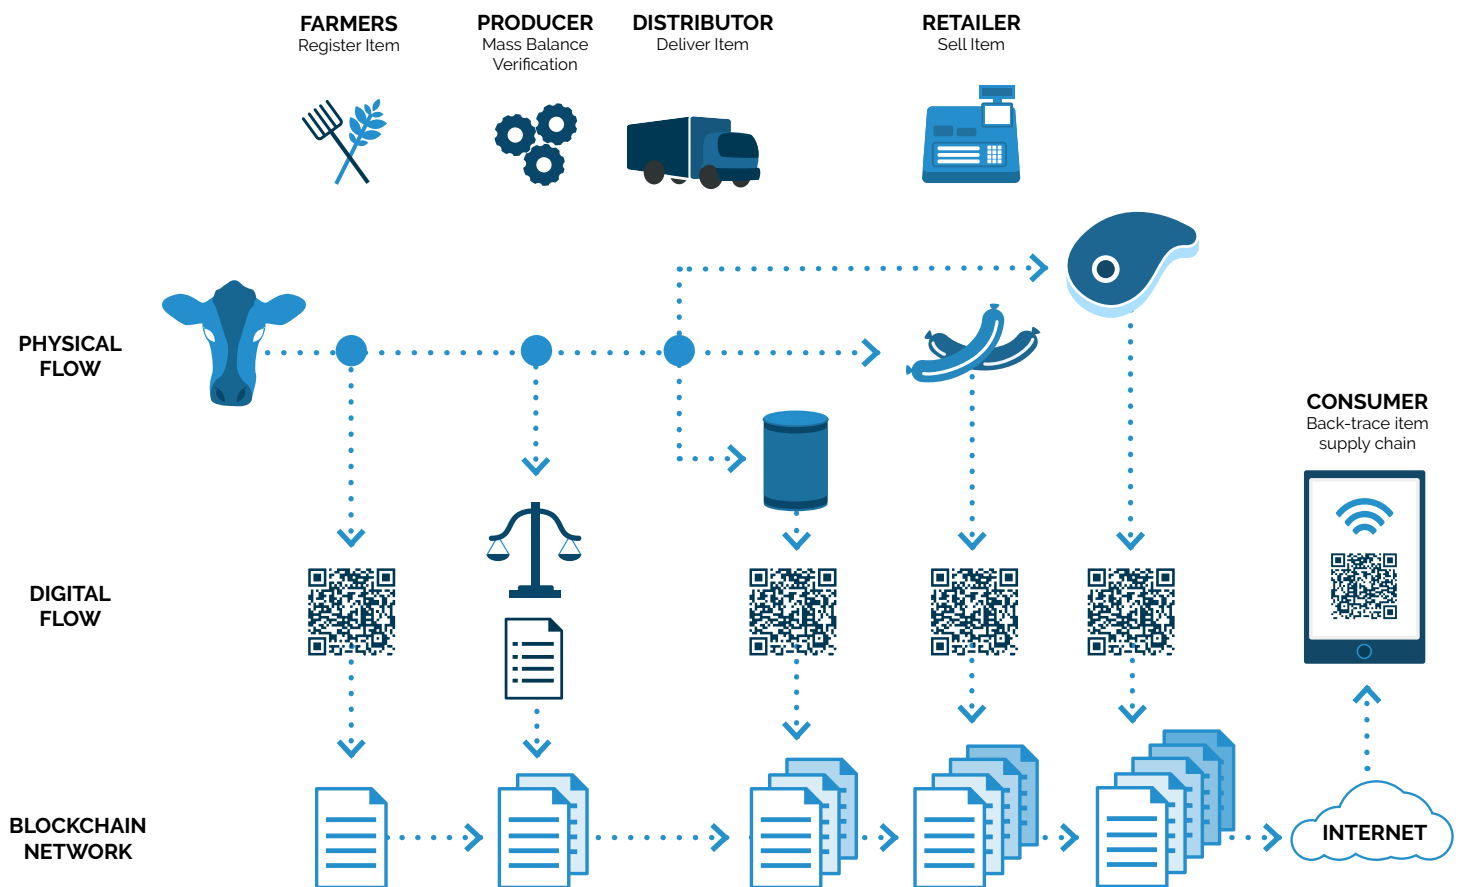 FARMERS
Register Item
PRODUCER
Mass Balance
Verification
DISTRIBUTOR
Deliver Item
RETAILER
Sell Item
PHYSICAL
FLOW
CONSUMER
Back-trace item
supply chain
DIGITAL
FLOW
BLOCKCHAIN
NETWORK
INTERNET